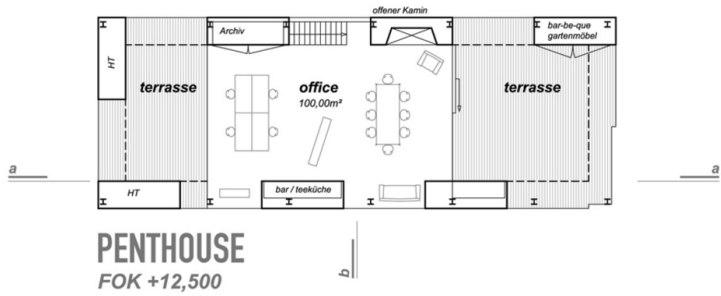 offener Kamin
Archiv
bar-be-que
gartenmöbel
HT
terrasse
office
100,00m²
terrasse
a
a
HT
bar / teeküche
PENTHOUSE
FOK +12,500
b